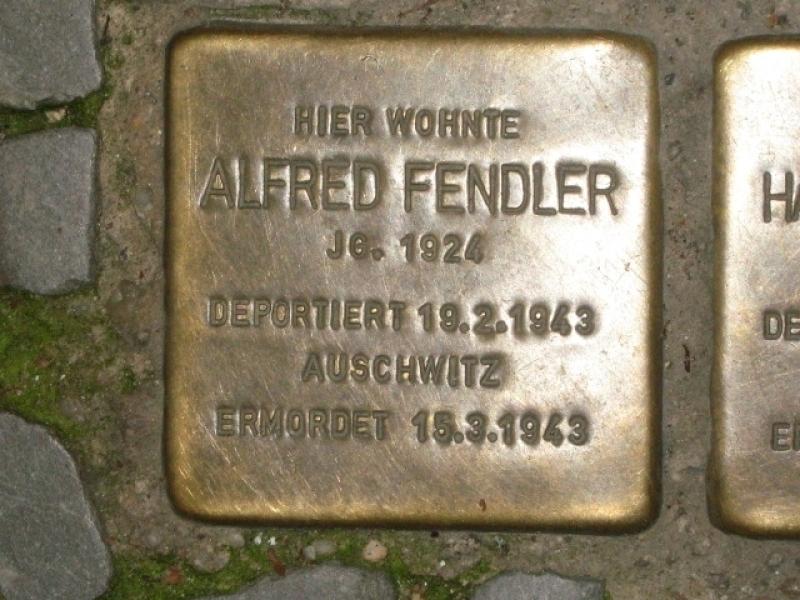 HIER WOHNTE
ALFRED FENDLER
JG. 1924
DEPORTIERT 19.2.1943
AUSCHWITZ
ERMORDET 15.3.1943